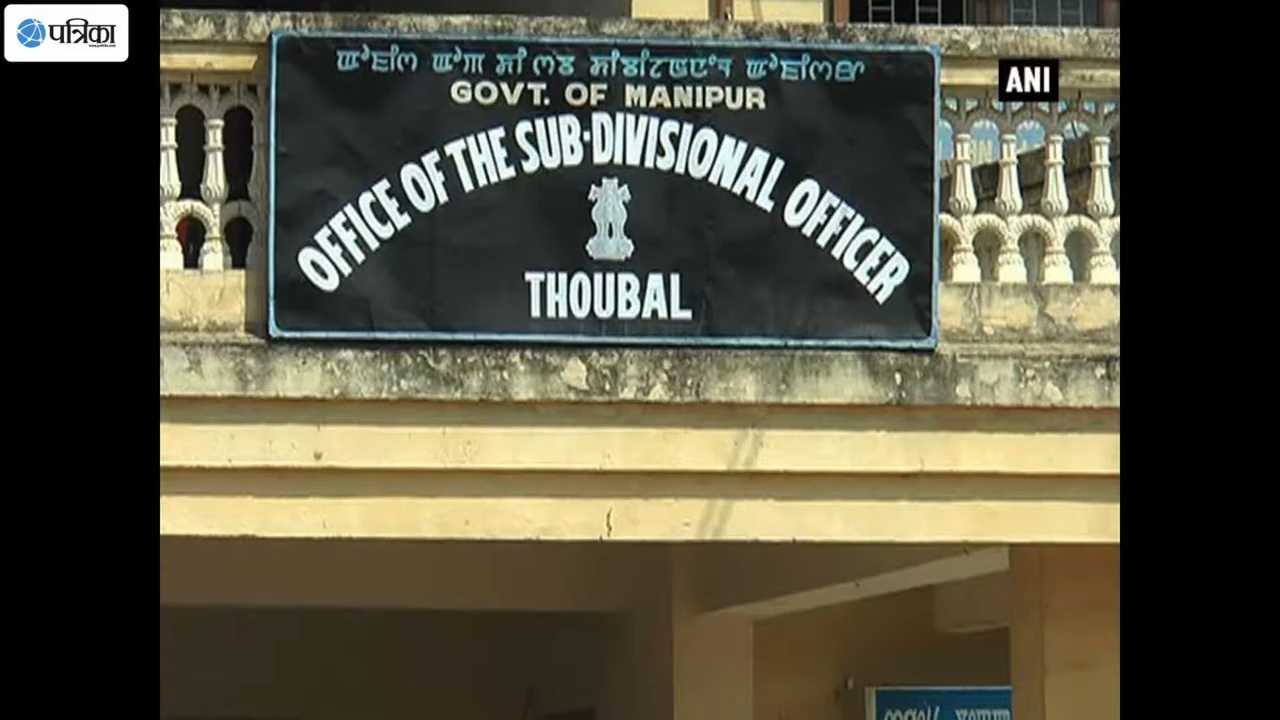 पत्रिका
ANI
GOVT. OF MANIPUR
OFFICE OF THE SUB-DIVISIONAL OFFICER
THOUBAL